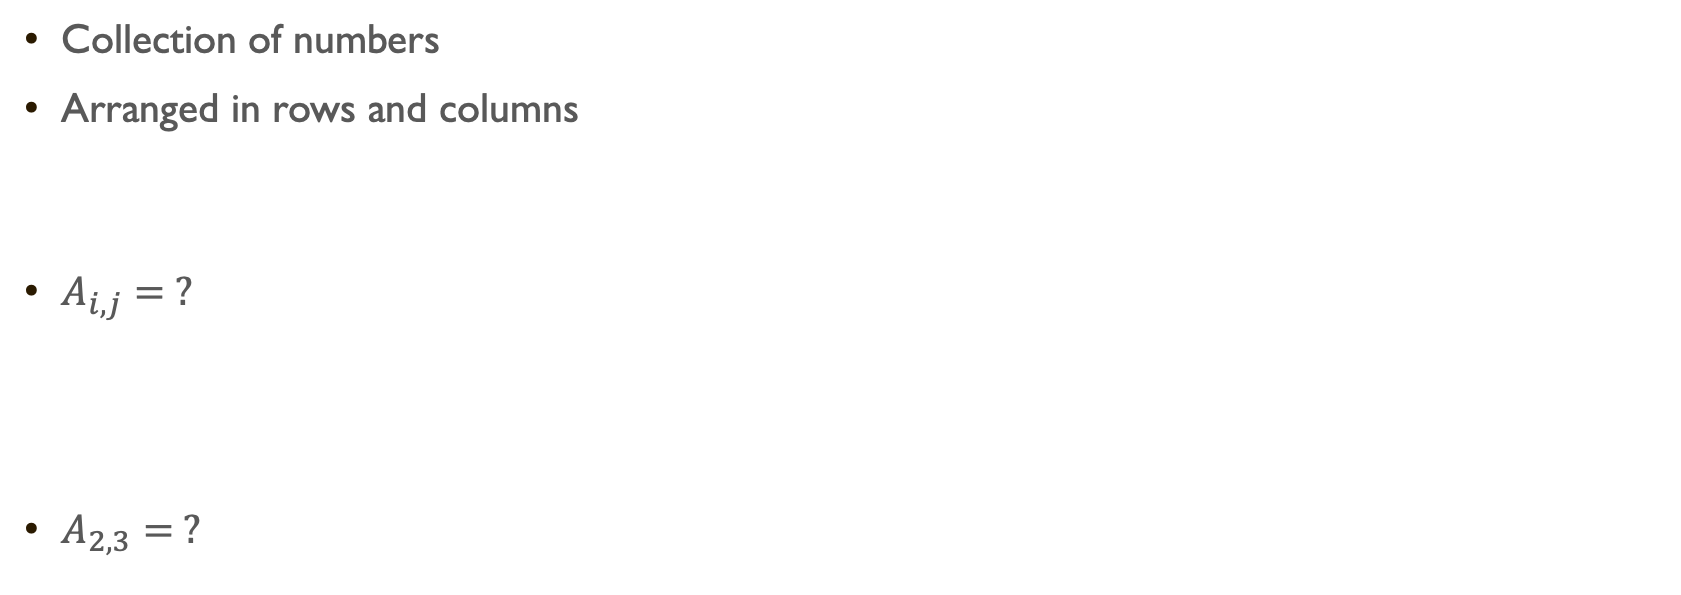 • Collection of numbers
• Arranged in rows and columns
• A_{i,j} = ?
• A_{2,3} = ?